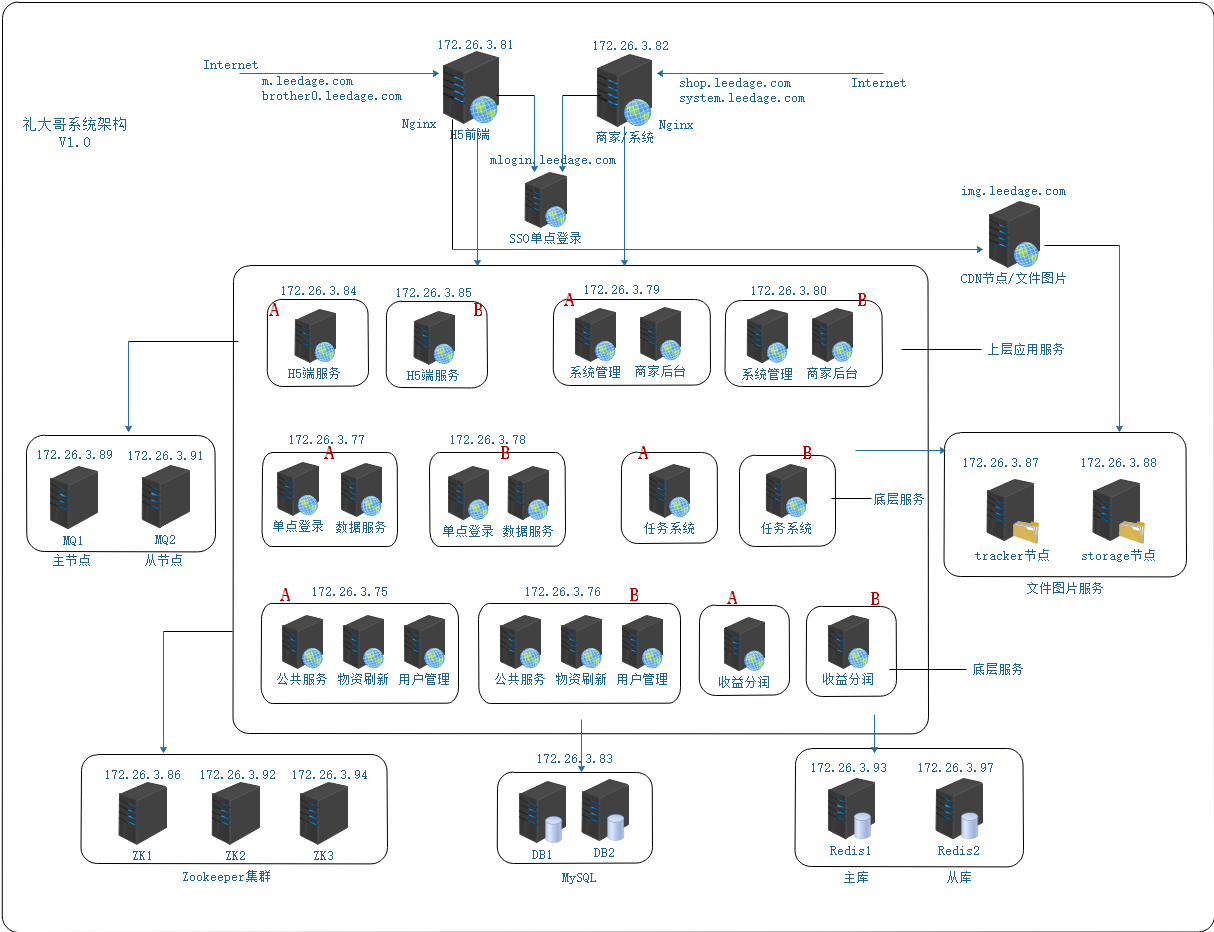 172.26.3.81
172.26.3.82
Internet
m.leedage.com
brother0.leedage.com
shop.leedage.com
system.leedage.com
Internet
礼大哥系统架构
V1.0
Nginx
H5前端
商家/系统
Nginx
mlogin.leedage.com
SSO单点登录
img.leedage.com
CDN节点/文件图片
172.26.3.84
A
H5端服务
172.26.3.85
B
H5端服务
172.26.3.79
A
系统管理
商家后台
172.26.3.80
B
系统管理
商家后台
上层应用服务
172.26.3.89
172.26.3.91
MQ1
MQ2
主节点
从节点
172.26.3.77
A
单点登录
数据服务
172.26.3.78
B
单点登录
数据服务
A
任务系统
B
任务系统
底层服务
172.26.3.87
172.26.3.88
tracker节点
storage节点
文件图片服务
A
172.26.3.75
公共服务
物资刷新
用户管理
172.26.3.76
B
公共服务
物资刷新
用户管理
A
收益分润
B
收益分润
底层服务
172.26.3.86
172.26.3.92
172.26.3.94
ZK1
ZK2
ZK3
Zookeeper集群
172.26.3.83
DB1
DB2
MySQL
172.26.3.93
172.26.3.97
Redis1
Redis2
主库
从库